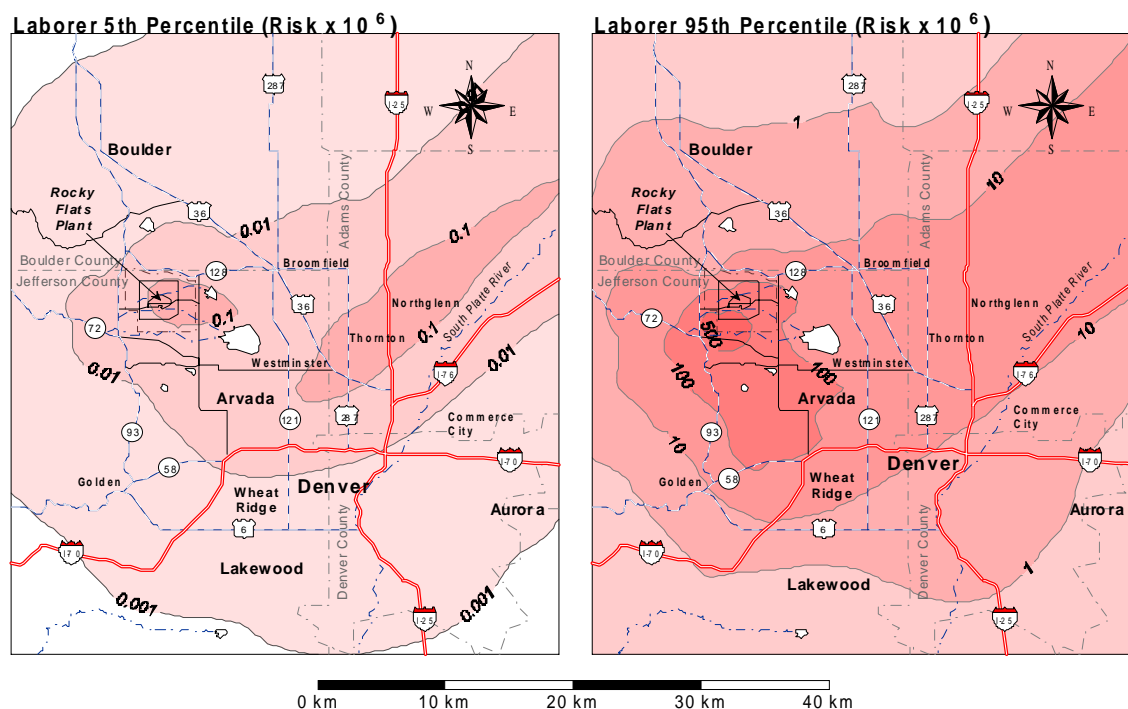 Laborer 5th Percentile (Risk x 10 6)
N
W E
S
287
I-25
Boulder
Rocky
Flats
Plant
36
0.01
Adams County
0.1
Boulder County
Jefferson County
128
Broomfield
South Platte River
72
0.1
36
Northglenn
0.1
Thornton
0.01
0.01
Westminster
I-76
Arvada
121
287
Commerce
City
93
58
I-70
Golden
Denver
Wheat
Ridge
Aurora
6
I-70
Denver County
Lakewood
0.001
0.001
I-25
Laborer 95th Percentile (Risk x 10 6)
N
W E
S
287
I-25
1
Boulder
10
Rocky
Flats
Plant
36
Adams County
Boulder County
Jefferson County
128
Broomfield
South Platte River
72
500
36
Northglenn
10
Thornton
100
100
Westminster
I-76
Arvada
121
287
Commerce
City
93
10
58
Denver
I-70
Golden
Wheat
Ridge
Aurora
6
I-70
Denver County
1
Lakewood
I-25
0 km 10 km 20 km 30 km 40 km